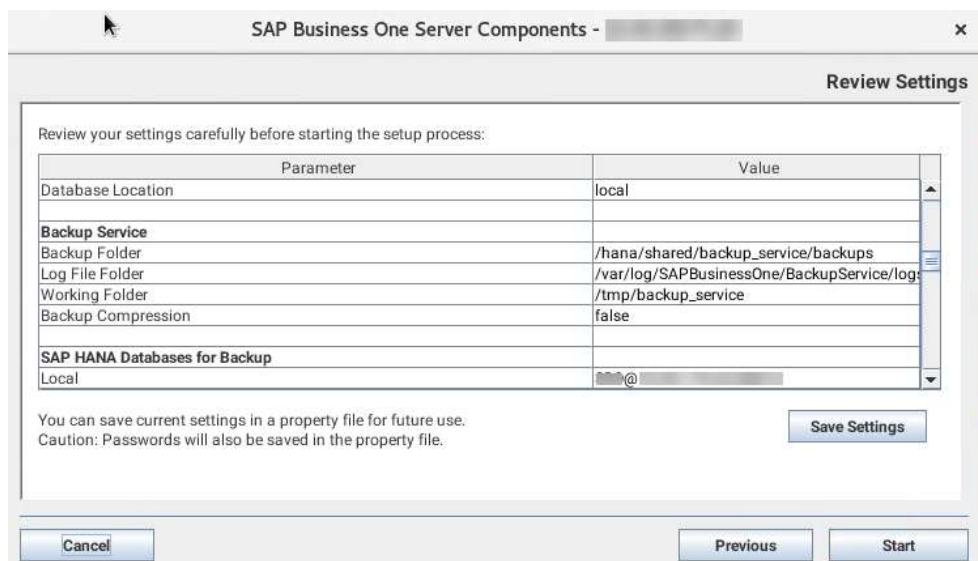 SAP Business One Server Components -
Review Settings
Review your settings carefully before starting the setup process:
Parameter Value
Database Location local
Backup Service
Backup Folder /hana/shared/backup_service/backups
Log File Folder /var/log/SAPBusinessOne/BackupService/logs
Working Folder /tmp/backup_service
Backup Compression false
SAP HANA Databases for Backup
Local @
You can save current settings in a property file for future use.
Caution: Passwords will also be saved in the property file.
Save Settings
Cancel Previous Start